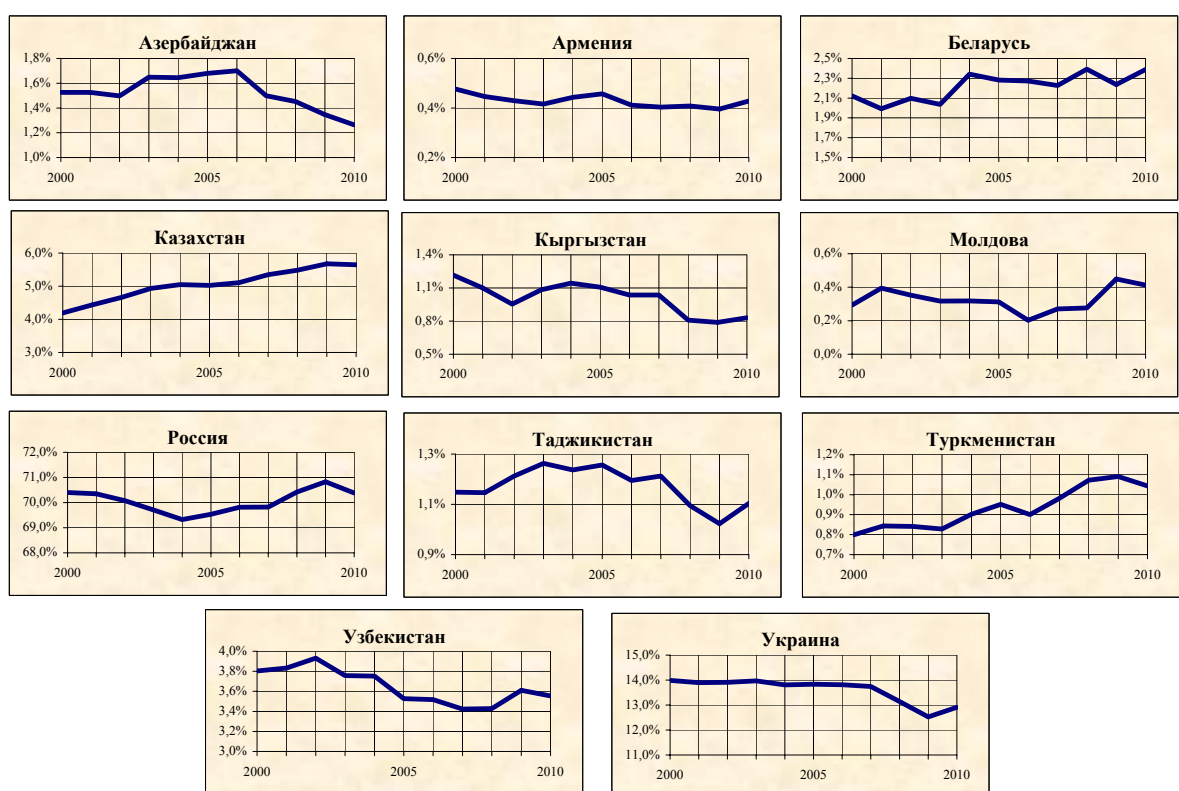 Азербайджан
1,8%
1,6%
1,4%
1,2%
1,0%
2000 2005 2010
Армения
0,6%
0,4%
0,2%
2000 2005 2010
Беларусь
2,5%
2,3%
2,1%
1,9%
1,7%
1,5%
2000 2005 2010
Казахстан
6,0%
5,0%
4,0%
3,0%
2000 2005 2010
Кыргызстан
1,4%
1,1%
0,8%
0,5%
2000 2005 2010
Молдова
0,6%
0,4%
0,2%
0,0%
2000 2005 2010
Россия
72,0%
71,0%
70,0%
69,0%
68,0%
2000 2005 2010
Таджикистан
1,3%
1,1%
0,9%
2000 2005 2010
Туркменистан
1,2%
1,1%
1,0%
0,9%
0,8%
0,7%
2000 2005 2010
Узбекистан
4,0%
3,8%
3,6%
3,4%
3,2%
3,0%
2000 2005 2010
Украина
15,0%
14,0%
13,0%
12,0%
11,0%
2000 2005 2010